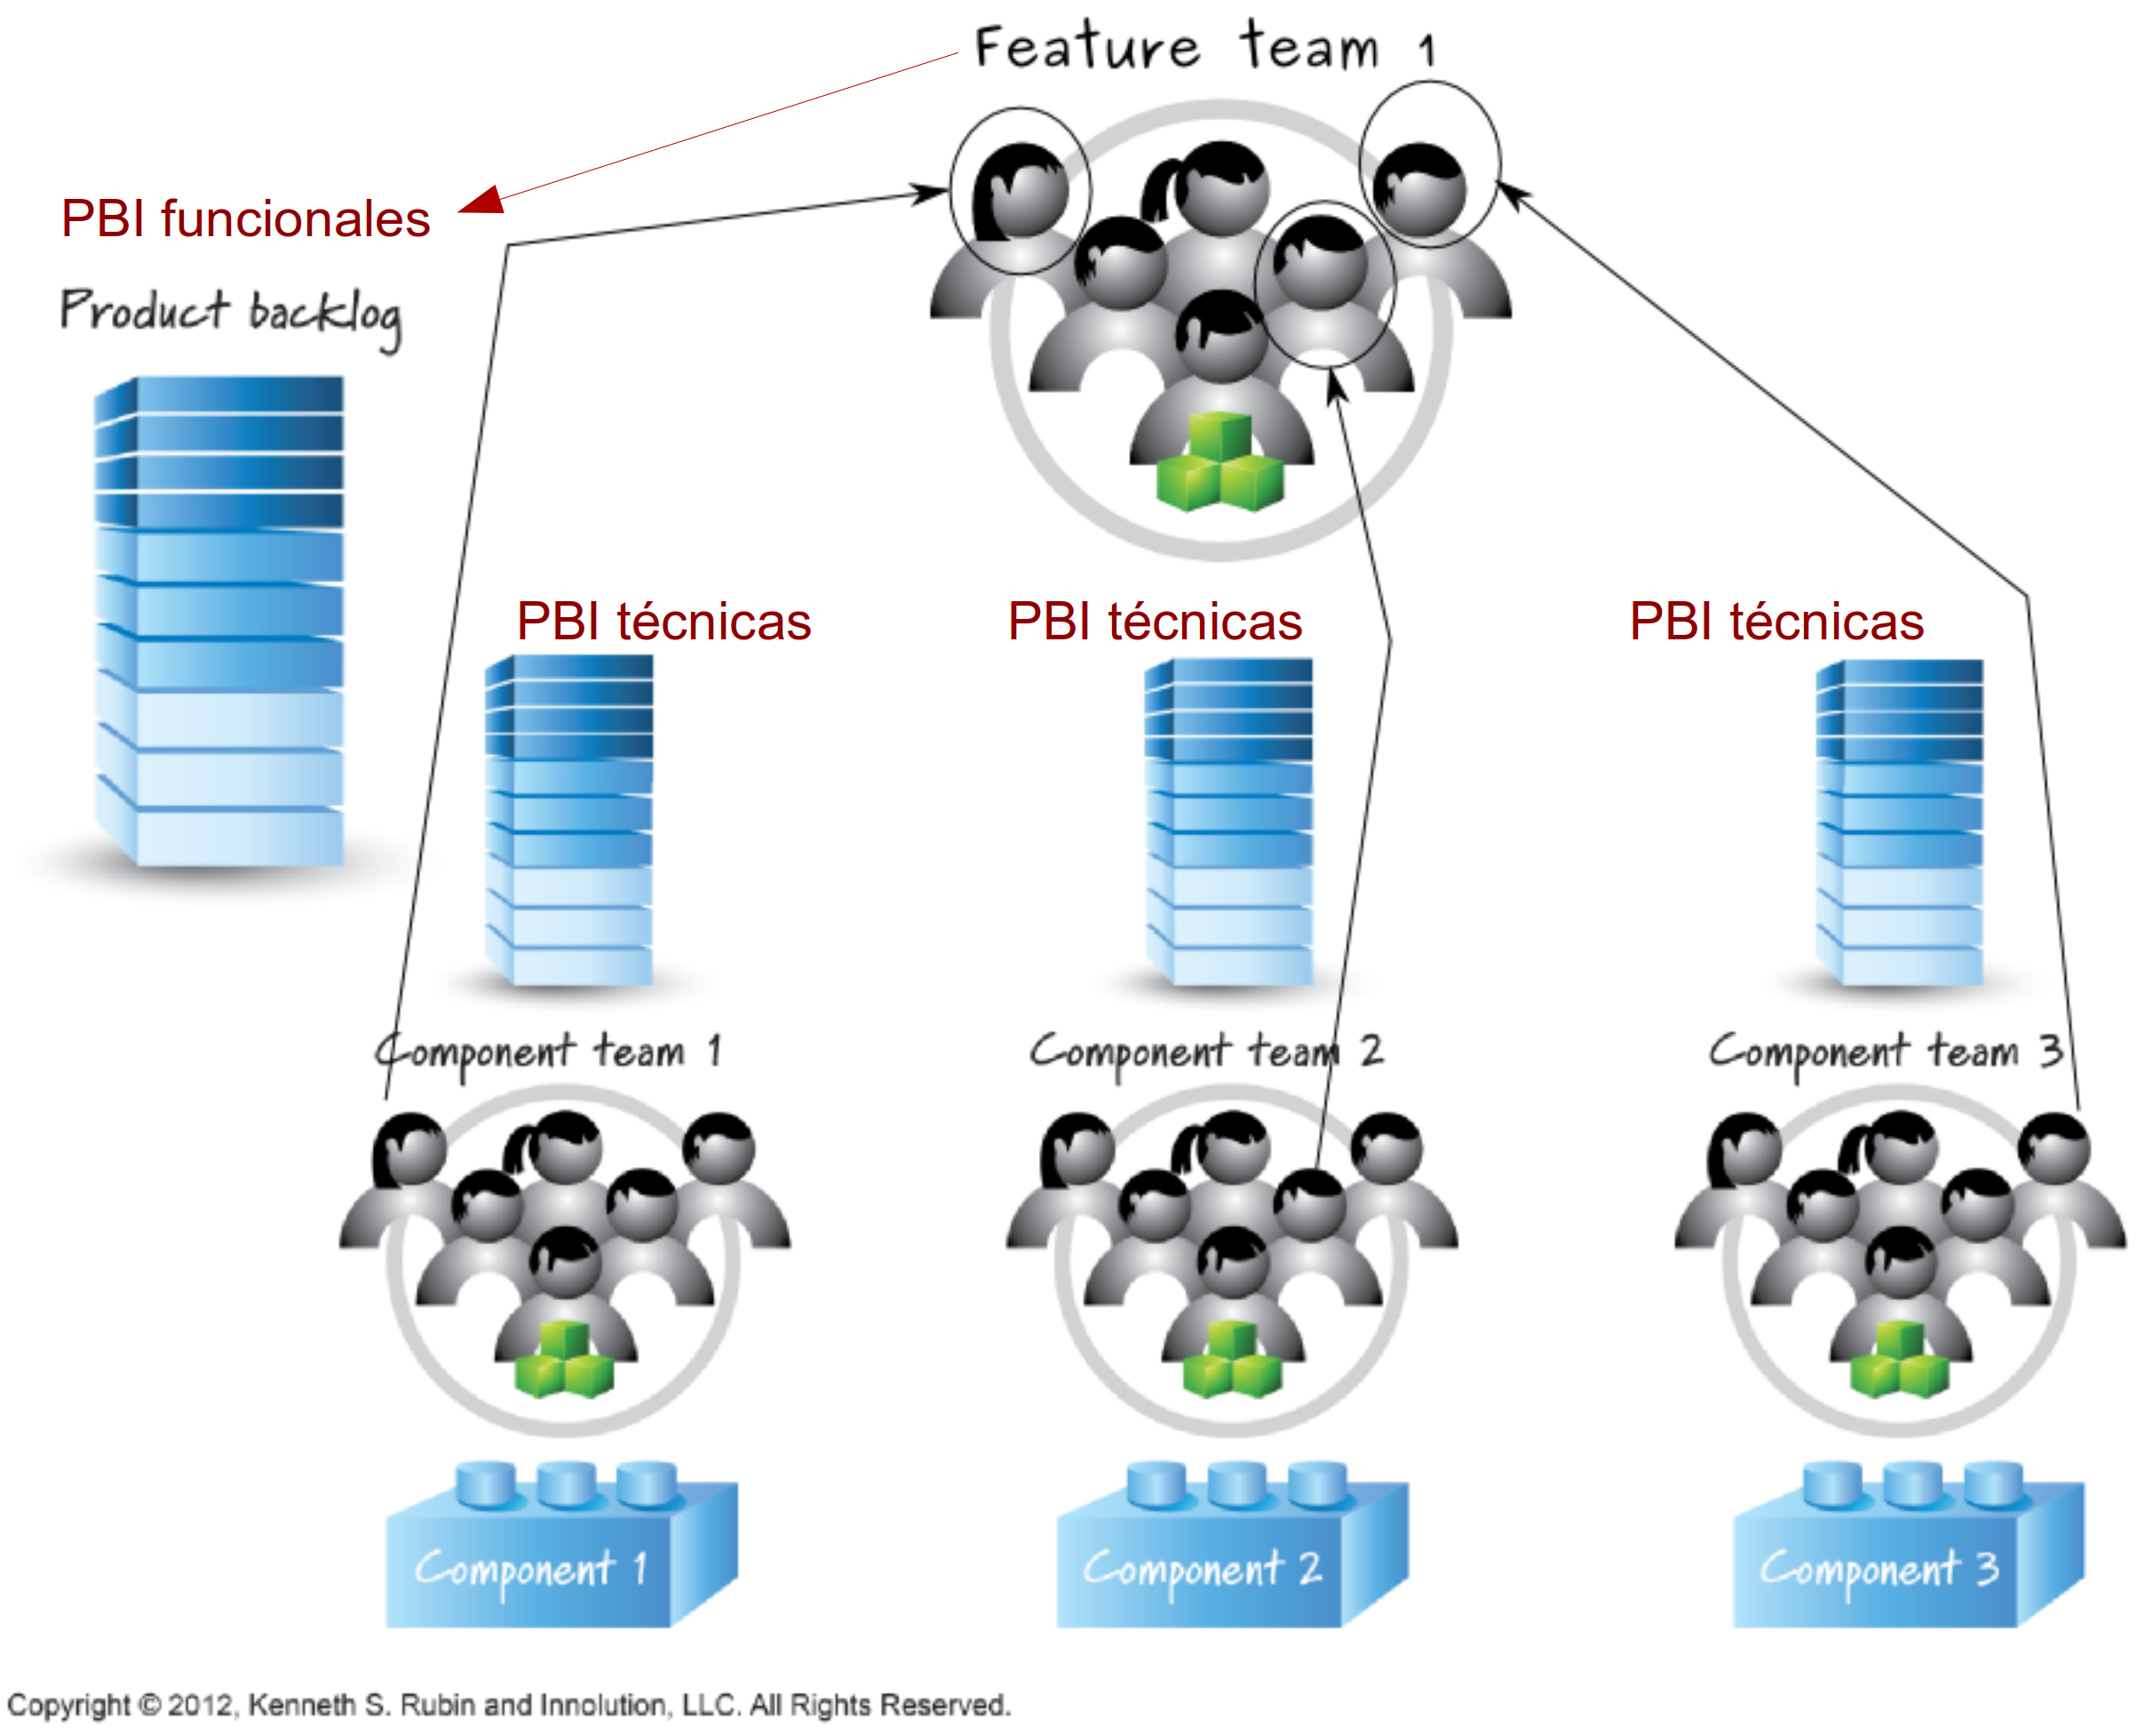 Feature team 1
PBI funcionales
Product backlog
PBI técnicas
PBI técnicas
PBI técnicas
Component team 1
Component team 2
Component team 3
Component 1
Component 2
Component 3
Copyright © 2012, Kenneth S. Rubin and Innolution, LLC. All Rights Reserved.